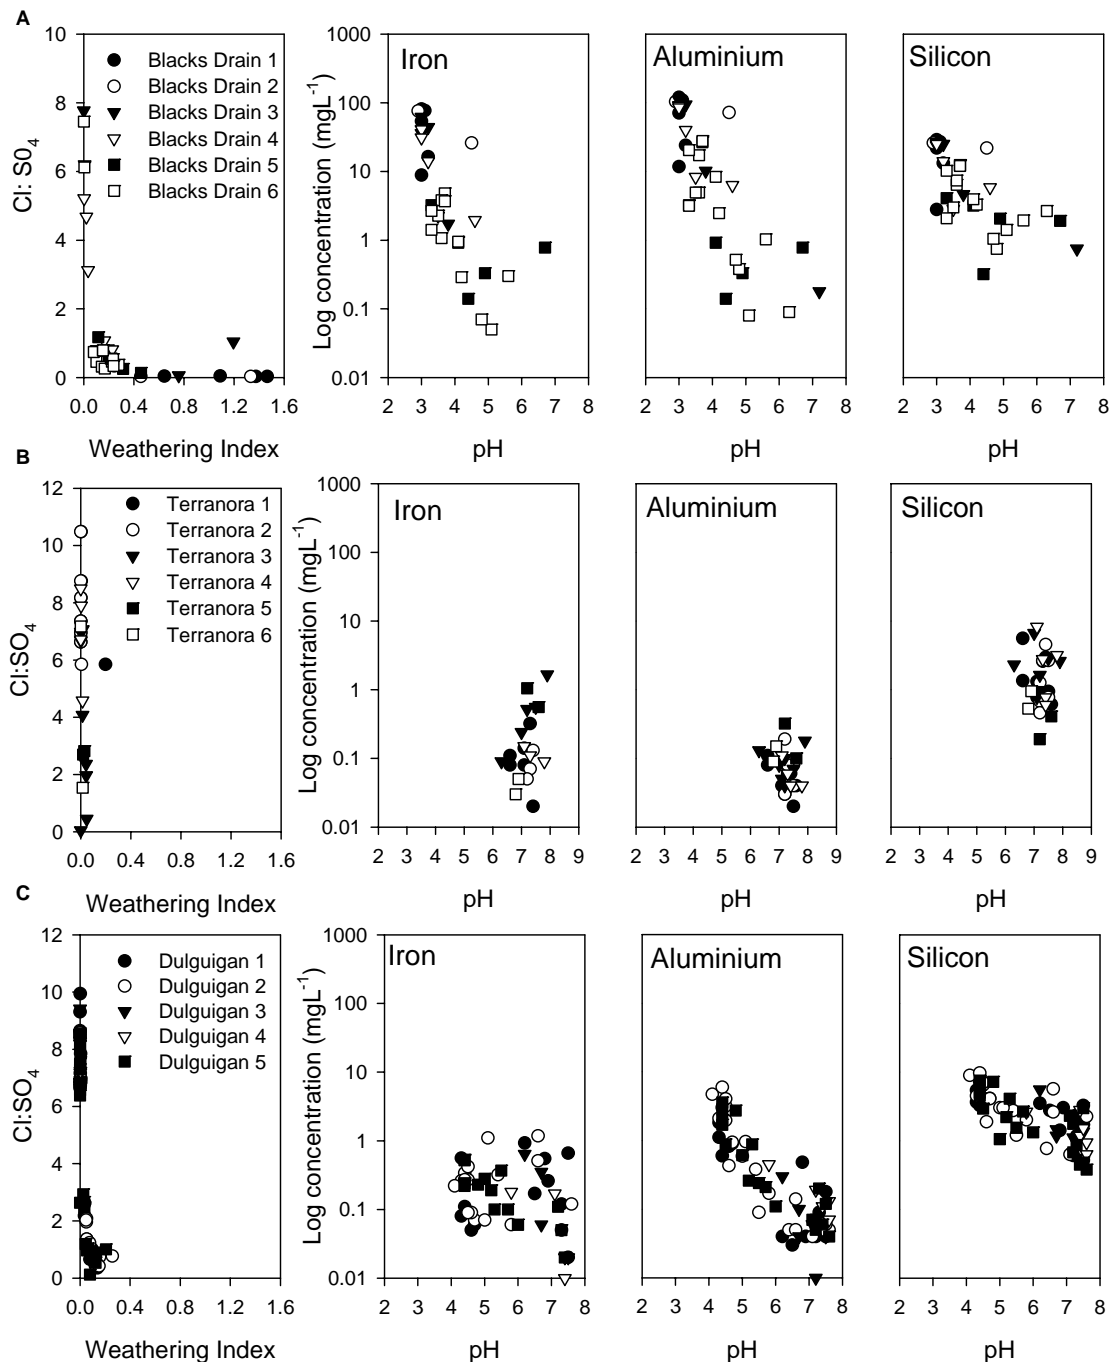 A
10
8
6
4
2
0
Cl: S04
0.0 0.4 0.8 1.2 1.6
Weathering Index
Blacks Drain 1
Blacks Drain 2
Blacks Drain 3
Blacks Drain 4
Blacks Drain 5
Blacks Drain 6
Log concentration (mgL-1)
1000
100
10
1
0.1
0.01
Iron
2 3 4 5 6 7 8
pH
Aluminium
2 3 4 5 6 7 8
pH
Silicon
2 3 4 5 6 7 8
pH
B
12
10
8
6
4
2
0
Cl:SO4
0.0 0.4 0.8 1.2 1.6
Weathering Index
Terranora 1
Terranora 2
Terranora 3
Terranora 4
Terranora 5
Terranora 6
Log concentration (mgL-1)
1000
100
10
1
0.1
0.01
Iron
2 3 4 5 6 7 8 9
pH
Aluminium
2 3 4 5 6 7 8 9
pH
Silicon
2 3 4 5 6 7 8 9
pH
C
12
10
8
6
4
2
0
Cl:SO4
0.0 0.4 0.8 1.2 1.6
Weathering Index
Dulguigan 1
Dulguigan 2
Dulguigan 3
Dulguigan 4
Dulguigan 5
Log concentration (mgL-1)
1000
100
10
1
0.1
0.01
Iron
2 3 4 5 6 7 8
pH
Aluminium
2 3 4 5 6 7 8
pH
Silicon
2 3 4 5 6 7 8
pH